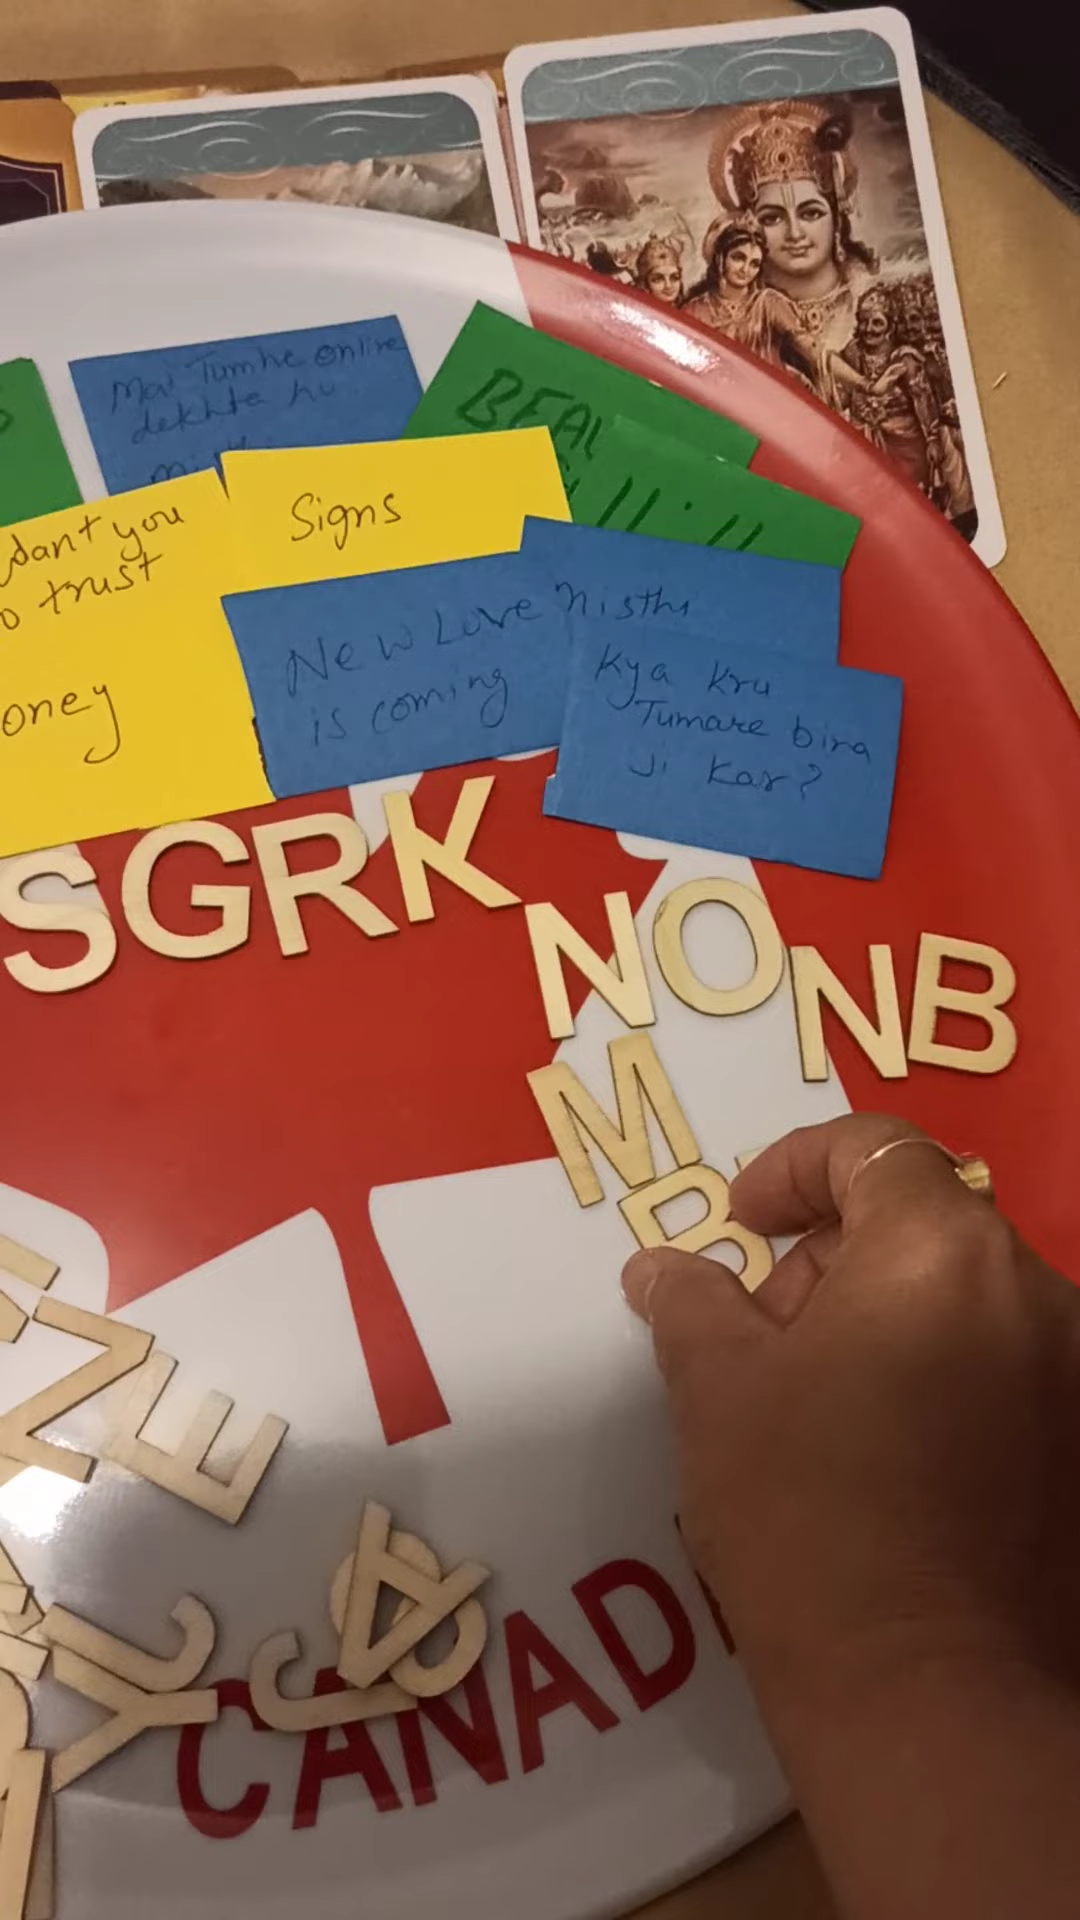 Mai Tumhe online
dekhta hu
BEAU
Signs
dant you
trust
oney
New Love
is coming
Nisthi
Kya kru
Tumare bina
Ji kar?
SGRK
NONB
M
B
E
CANAD